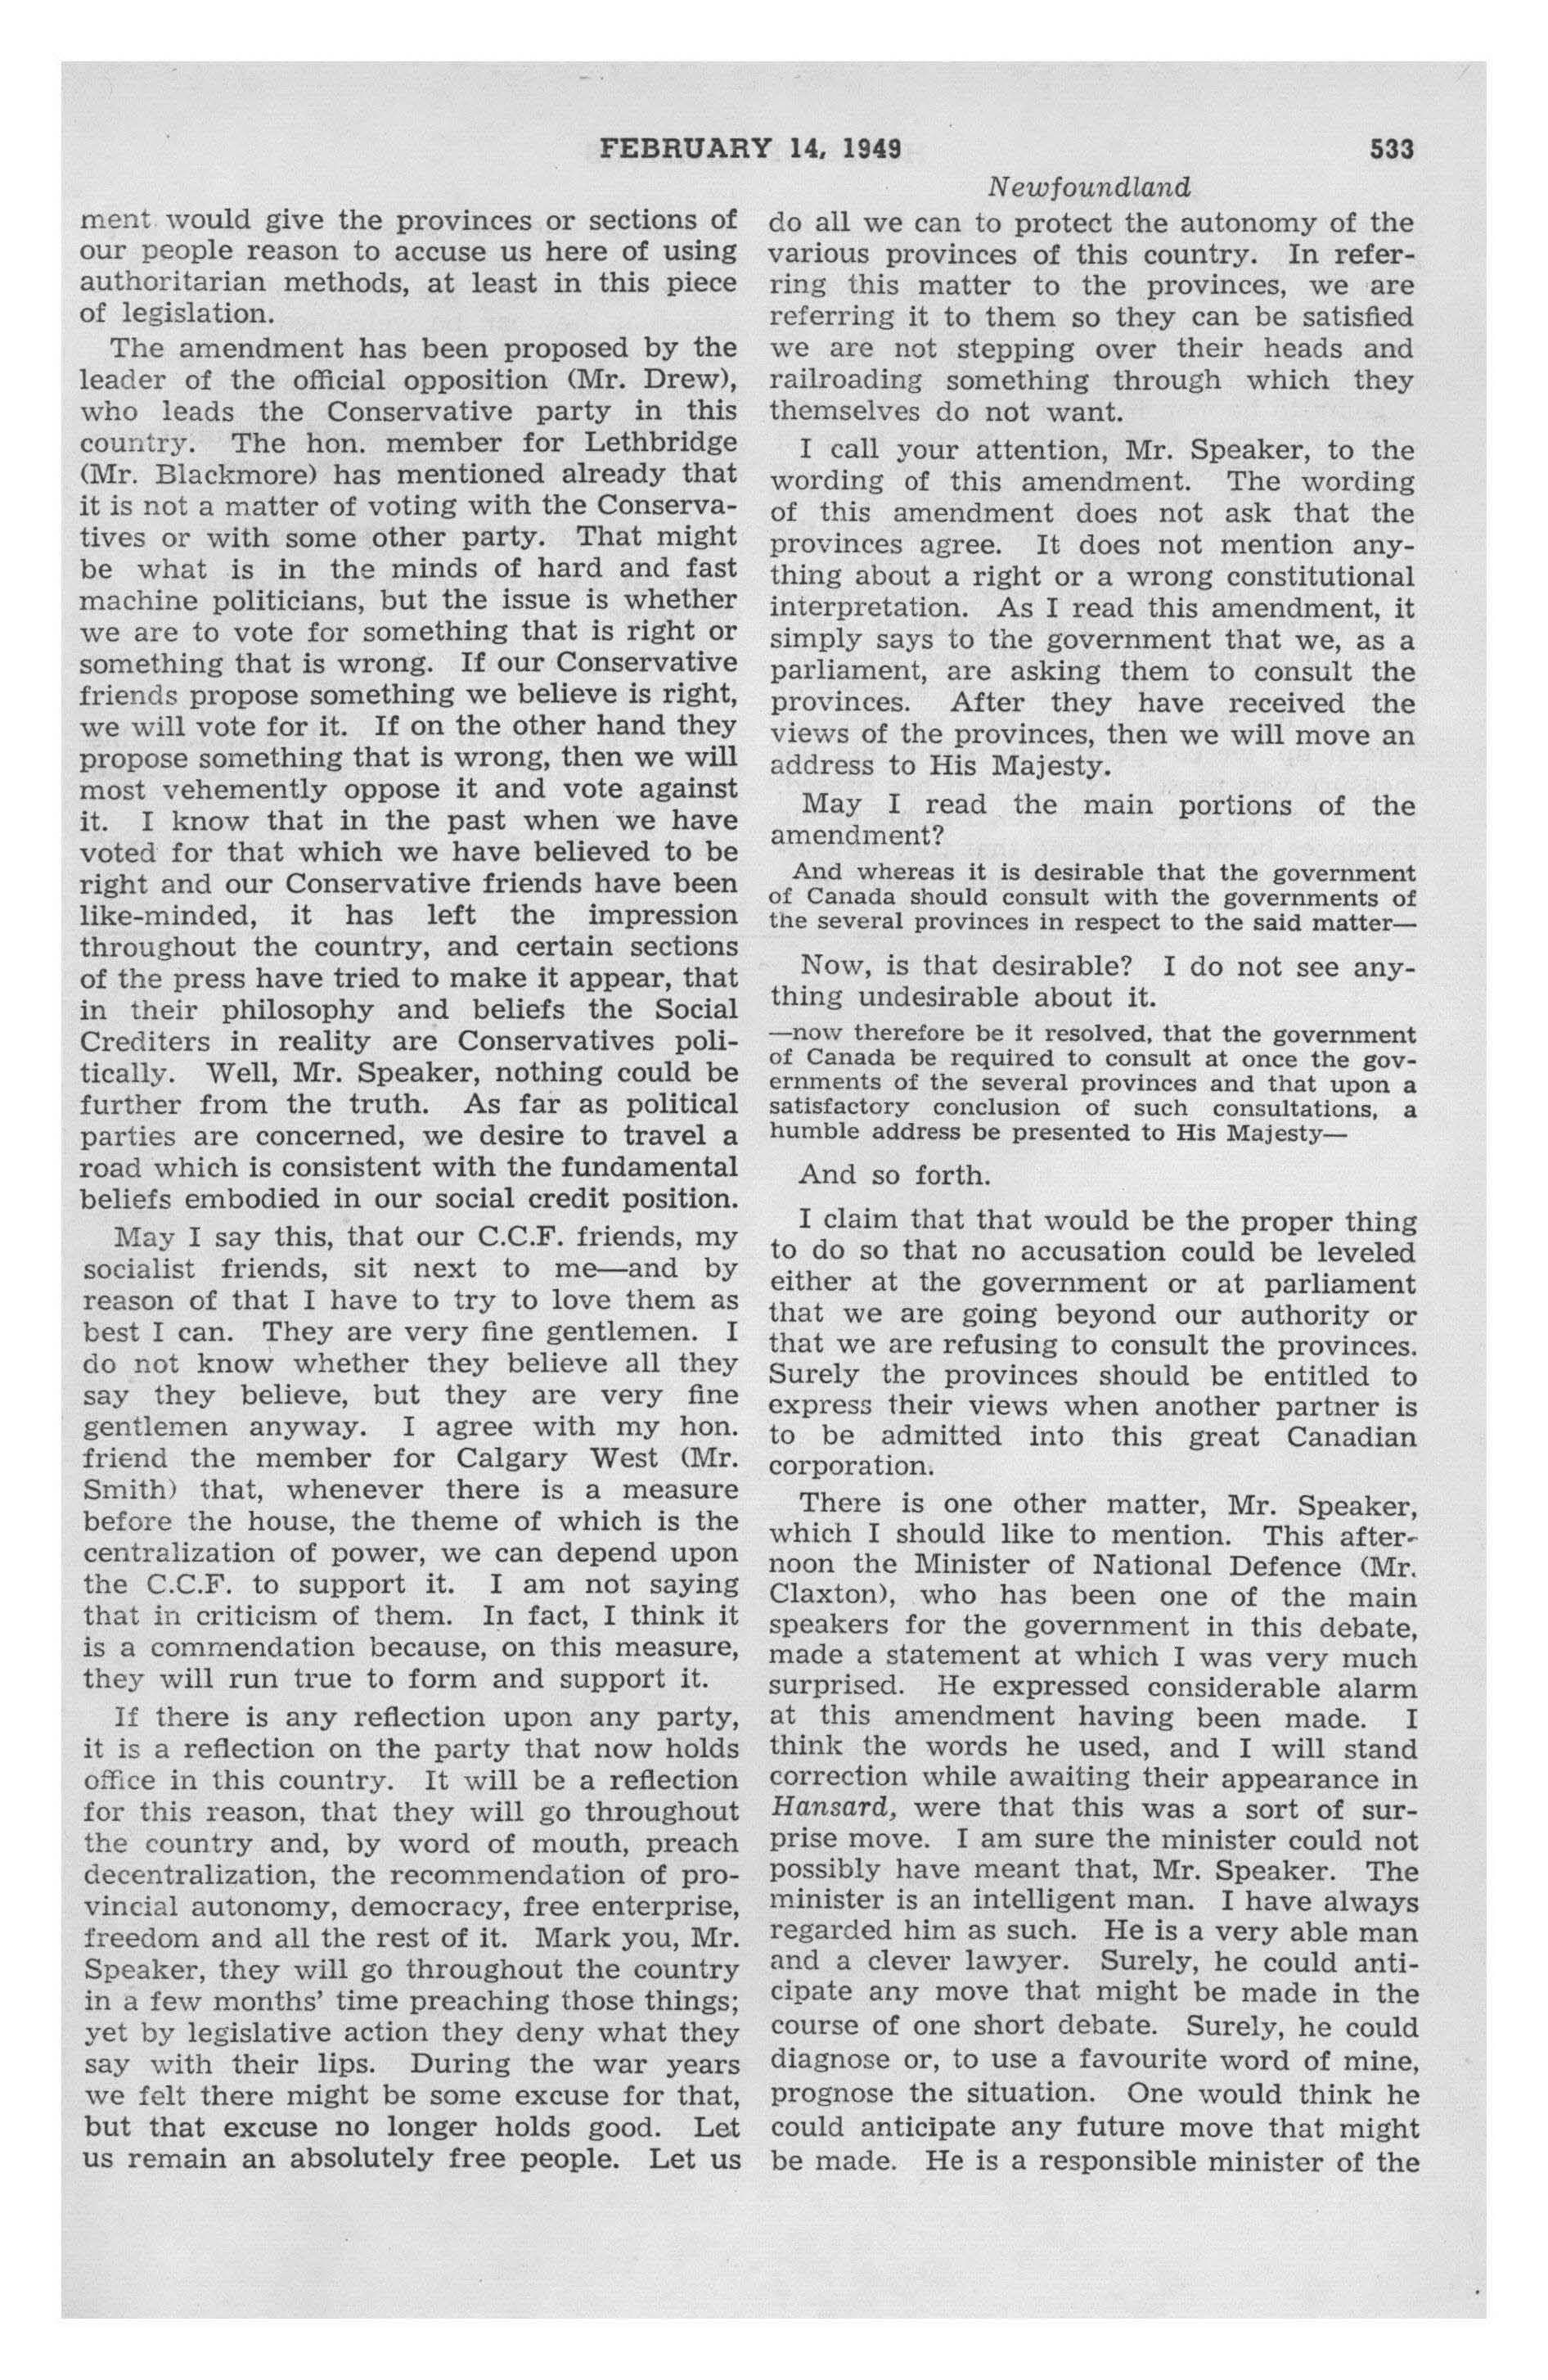 FEBRUARY 14, 1949 533
Newfoundland
ment would give the provinces or sections of
our people reason to accuse us here of using
authoritarian methods, at least in this piece
of legislation.
The amendment has been proposed by the
leader of the official opposition (Mr. Drew),
who leads the Conservative party in this
country. The hon. member for Lethbridge
(Mr. Blackmore) has mentioned already that
it is not a matter of voting with the Conserva-
tives or with some other party. That might
be what is in the minds of hard and fast
machine politicians, but the issue is whether
we are to vote for something that is right or
something that is wrong. If our Conservative
friends propose something we believe is right,
we will vote for it. If on the other hand they
propose something that is wrong, then we will
most vehemently oppose it and vote against
it. I know that in the past when we have
voted for that which we have believed to be
right and our Conservative friends have been
like-minded, it has left the impression
throughout the country, and certain sections
of the press have tried to make it appear, that
in their philosophy and beliefs the Social
Crediters in reality are Conservatives poli-
tically. Well, Mr. Speaker, nothing could be
further from the truth. As far as political
parties are concerned, we desire to travel a
road which is consistent with the fundamental
beliefs embodied in our social credit position.
May I say this, that our C.C.F. friends, my
socialist friends, sit next to me—and by
reason of that I have to try to love them as
best I can. They are very fine gentlemen. I
do not know whether they believe all they
say they believe, but they are very fine
gentlemen anyway. I agree with my hon.
friend the member for Calgary West (Mr.
Smith) that, whenever there is a measure
before the house, the theme of which is the
centralization of power, we can depend upon
the C.C.F. to support it. I am not saying
that in criticism of them. In fact, I think it
is a commendation because, on this measure,
they will run true to form and support it.
If there is any reflection upon any party,
it is a reflection on the party that now holds
office in this country. It will be a reflection
for this reason, that they will go throughout
the country and, by word of mouth, preach
decentralization, the recommendation of pro-
vincial autonomy, democracy, free enterprise,
freedom and all the rest of it. Mark you, Mr.
Speaker, they will go throughout the country
in a few months' time preaching those things;
yet by legislative action they deny what they
say with their lips. During the war years
we felt there might be some excuse for that,
but that excuse no longer holds good. Let
us remain an absolutely free people. Let us
do all we can to protect the autonomy of the
various provinces of this country. In refer-
ring this matter to the provinces, we are
referring it to them so they can be satisfied
we are not stepping over their heads and
railroading something through which they
themselves do not want.
I call your attention, Mr. Speaker, to the
wording of this amendment. The wording
of this amendment does not ask that the
provinces agree. It does not mention any-
thing about a right or a wrong constitutional
interpretation. As I read this amendment, it
simply says to the government that we, as a
parliament, are asking them to consult the
provinces. After they have received the
views of the provinces, then we will move an
address to His Majesty.
May I read the main portions of the
amendment?
And whereas it is desirable that the government
of Canada should consult with the governments of
the several provinces in respect to the said matter—
Now, is that desirable? I do not see any-
thing undesirable about it.
—now therefore be it resolved, that the government
of Canada be required to consult at once the gov-
ernments of the several provinces and that upon a
satisfactory conclusion of such consultations, a
humble address be presented to His Majesty—
And so forth.
I claim that that would be the proper thing
to do so that no accusation could be leveled
either at the government or at parliament
that we are going beyond our authority or
that we are refusing to consult the provinces.
Surely the provinces should be entitled to
express their views when another partner is
to be admitted into this great Canadian
corporation.
There is one other matter, Mr. Speaker,
which I should like to mention. This after-
noon the Minister of National Defence (Mr.
Claxton), who has been one of the main
speakers for the government in this debate,
made a statement at which I was very much
surprised. He expressed considerable alarm
at this amendment having been made. I
think the words he used, and I will stand
correction while awaiting their appearance in
Hansard, were that this was a sort of sur-
prise move. I am sure the minister could not
possibly have meant that, Mr. Speaker. The
minister is an intelligent man. I have always
regarded him as such. He is a very able man
and a clever lawyer. Surely, he could anti-
cipate any move that might be made in the
course of one short debate. Surely, he could
diagnose or, to use a favourite word of mine,
prognose the situation. One would think he
could anticipate any future move that might
be made. He is a responsible minister of the